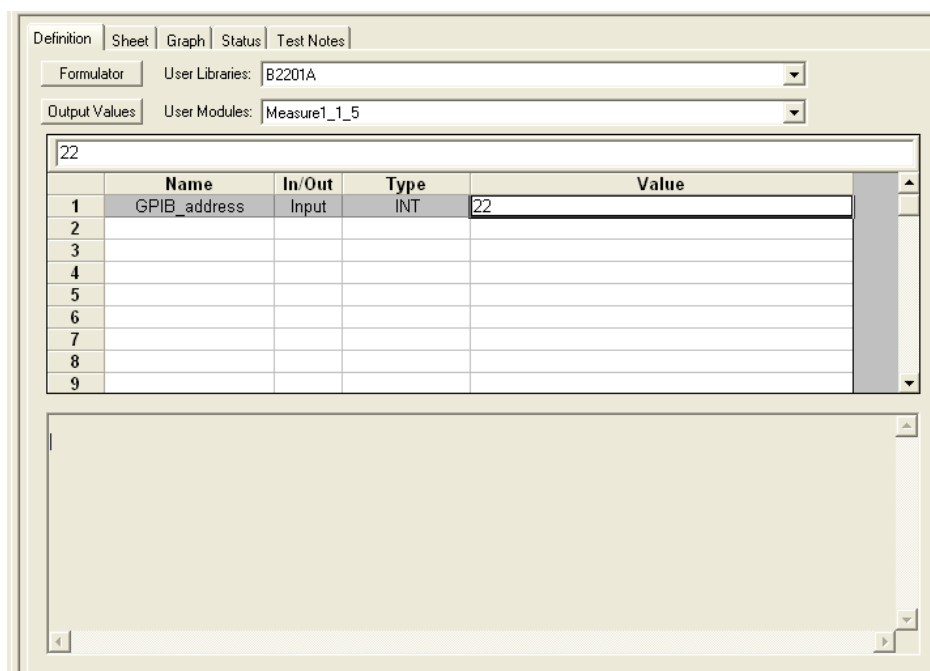 Definition Sheet Graph Status Test Notes
Formulator User Libraries: B2201A
Output Values User Modules: Measure1_1_5
22
Name In/Out Type Value
1 GPIB_address Input INT 22
2
3
4
5
6
7
8
9